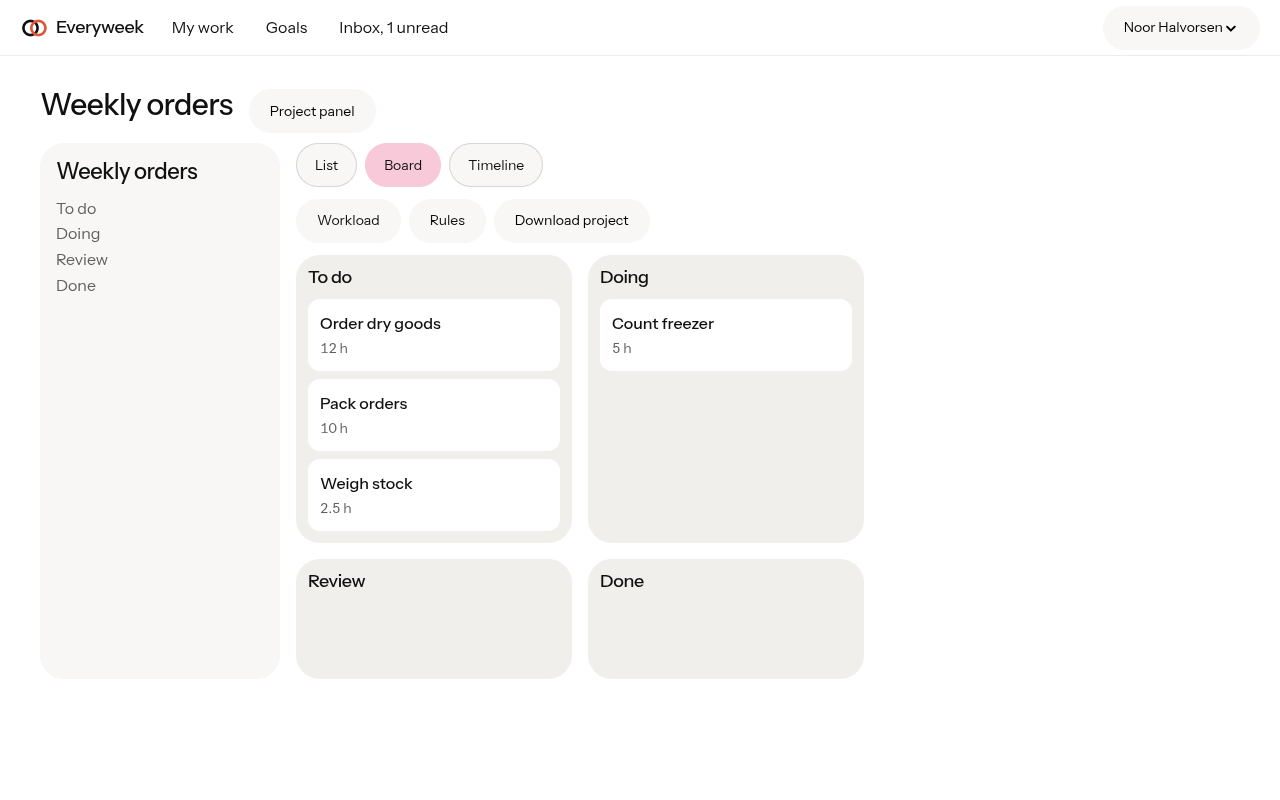 Everyweek
My work
Goals
Inbox, 1 unread
Noor Halvorsen
Weekly orders
Project panel
Weekly orders
To do
Doing
Review
Done
List
Board
Timeline
Workload
Rules
Download project
To do
Order dry goods
12 h
Pack orders
10 h
Weigh stock
2.5 h
Doing
Count freezer
5 h
Review
Done